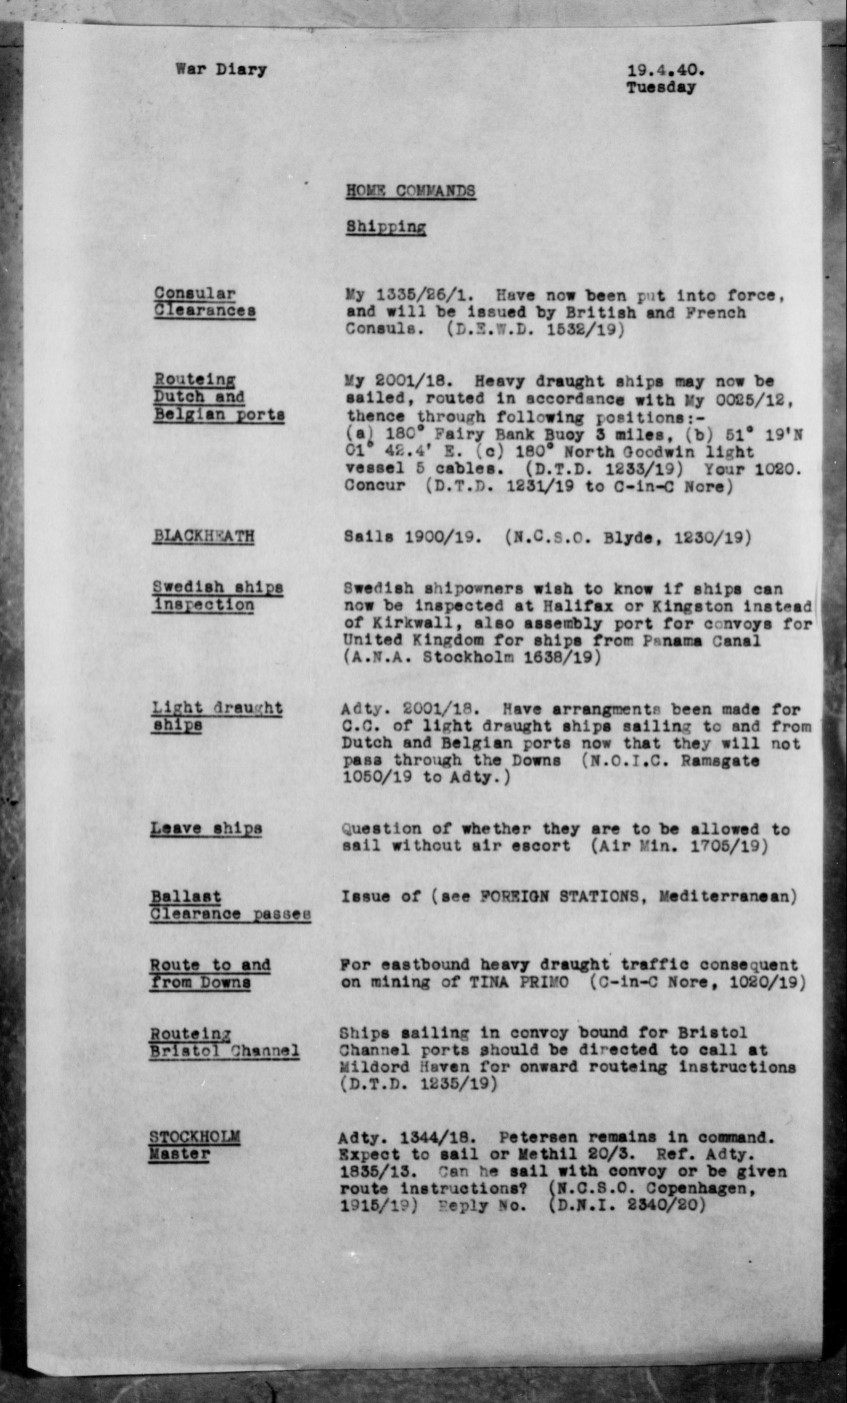 War Diary 19.4.40.
Tuesday
HOME COMMANDS
Shipping
Consular My 1335/26/1. Have now been put into force,
Clearances and will be issued by British and French
Consuls. (D.E.W.D. 1532/19)
Routeing My 2001/18. Heavy draught ships may now be
Dutch and sailed, routed in accordance with My 0025/12,
Belgian ports thence through following positions:-
(a) 180° Fairy Bank Buoy 3 miles, (b) 51° 19'N
01° 42.4' E. (c) 180° North Goodwin light
vessel 5 cables. (D.T.D. 1233/19) Your 1020.
Concur (D.T.D. 1231/19 to C-in-C Nore)
BLACKHEATH Sails 1900/19. (N.C.S.O. Blyde, 1230/19)
Swedish ships Swedish shipowners wish to know if ships can
inspection now be inspected at Halifax or Kingston instead
of Kirkwall, also assembly port for convoys for
United Kingdom for ships from Panama Canal
(A.N.A. Stockholm 1638/19)
Light draught Adty. 2001/18. Have arrangments been made for
ships C.C. of light draught ships sailing to and from
Dutch and Belgian ports now that they will not
pass through the Downs (N.O.I.C. Ramsgate
1050/19 to Adty.)
Leave ships Question of whether they are to be allowed to
sail without air escort (Air Min. 1705/19)
Ballast Issue of (see FOREIGN STATIONS, Mediterranean)
Clearance passes
Route to and For eastbound heavy draught traffic consequent
from Downs on mining of TINA PRIMO (C-in-C Nore, 1020/19)
Routeing Ships sailing in convoy bound for Bristol
Bristol Channel Channel ports should be directed to call at
Mildord Haven for onward routeing instructions
(D.T.D. 1235/19)
STOCKHOLM Adty. 1344/18. Petersen remains in command.
Master Expect to sail or Methil 20/3. Ref. Adty.
1835/13. Can he sail with convoy or be given
route instructions? (N.C.S.O. Copenhagen,
1915/19) Reply No. (D.N.I. 2340/20)